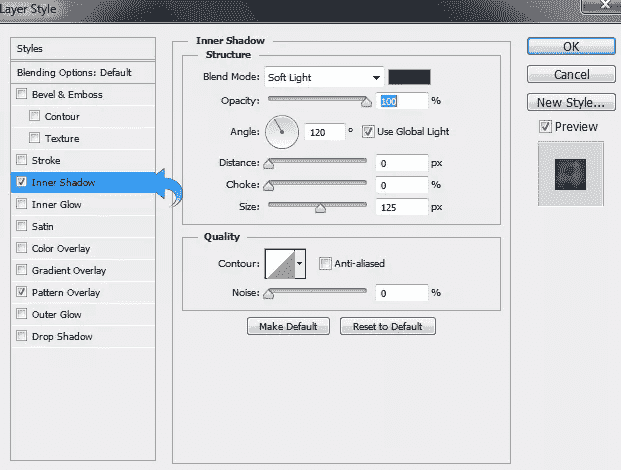 Layer Style
Styles
Blending Options: Default
Bevel & Emboss
Contour
Texture
Stroke
Inner Shadow
Inner Glow
Satin
Color Overlay
Gradient Overlay
Pattern Overlay
Outer Glow
Drop Shadow
Inner Shadow
Structure
Blend Mode: Soft Light
Opacity: 100 %
Angle: 120 ° Use Global Light
Distance: 0 px
Choke: 0 %
Size: 125 px
Quality
Contour: Anti-aliased
Noise: 0 %
Make Default Reset to Default
OK
Cancel
New Style...
Preview